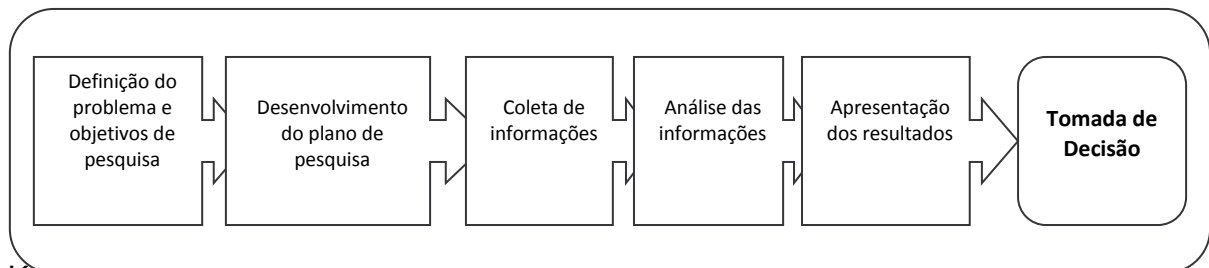 Definição do
problema e
objetivos de
pesquisa
Desenvolvimento
do plano de
pesquisa
Coleta de
informações
Análise das
informações
Apresentação
dos resultados
Tomada de
Decisão